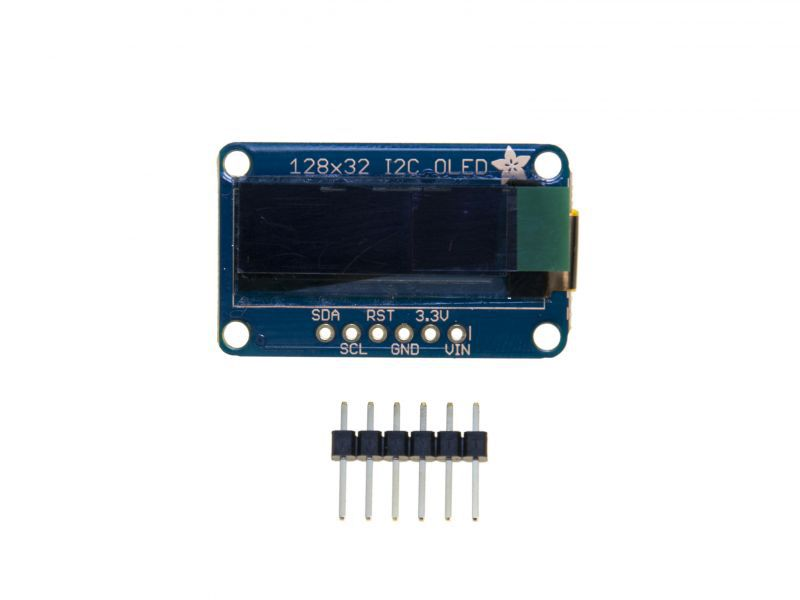 128x32 I2C OLED
SDA RST 3.3V
SCL GND VIN